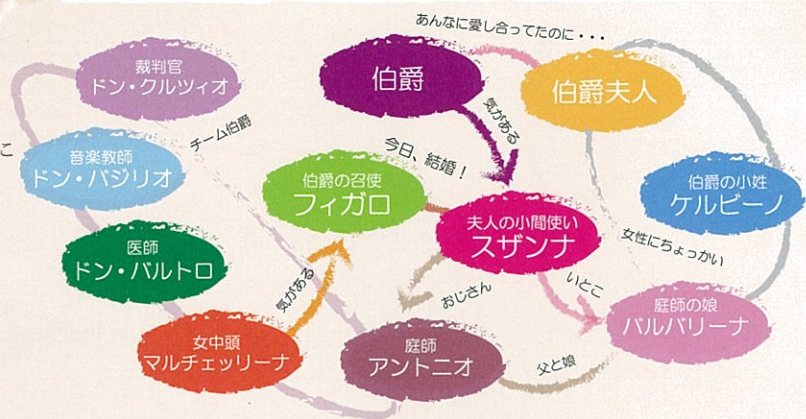 あんなに愛し合ってたのに・・・
裁判官
ドン・クルツィオ
伯爵
伯爵夫人
気がある
チーム伯爵
こ
音楽教師
ドン・バジリオ
今日、結婚!
伯爵の召使
フィガロ
伯爵の小姓
ケルビーノ
夫人の小間使い
スザンナ
女性にちょっかい
医師
ドン・バルトロ
気がある
おじさん
いとこ
庭師の娘
バルバリーナ
女中頭
マルチェッリーナ
庭師
アントニオ
父と娘